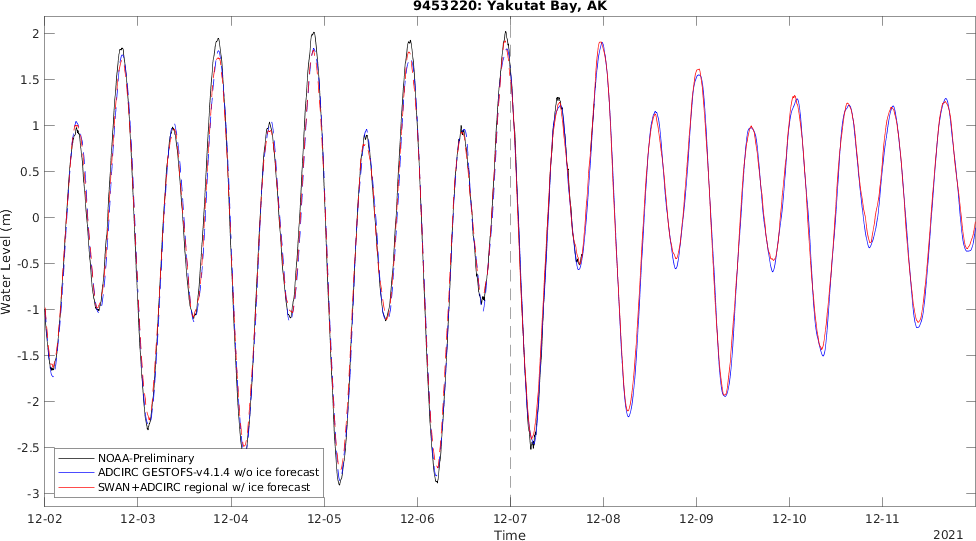 9453220: Yakutat Bay, AK
2
1.5
1
0.5
0
-0.5
-1
-1.5
-2
-2.5
-3
Water Level (m)
NOAA-Preliminary
ADCIRC GESTOFS-v4.1.4 w/o ice forecast
SWAN+ADCIRC regional w/ ice forecast
12-02 12-03 12-04 12-05 12-06 12-07 12-08 12-09 12-10 12-11
Time
2021